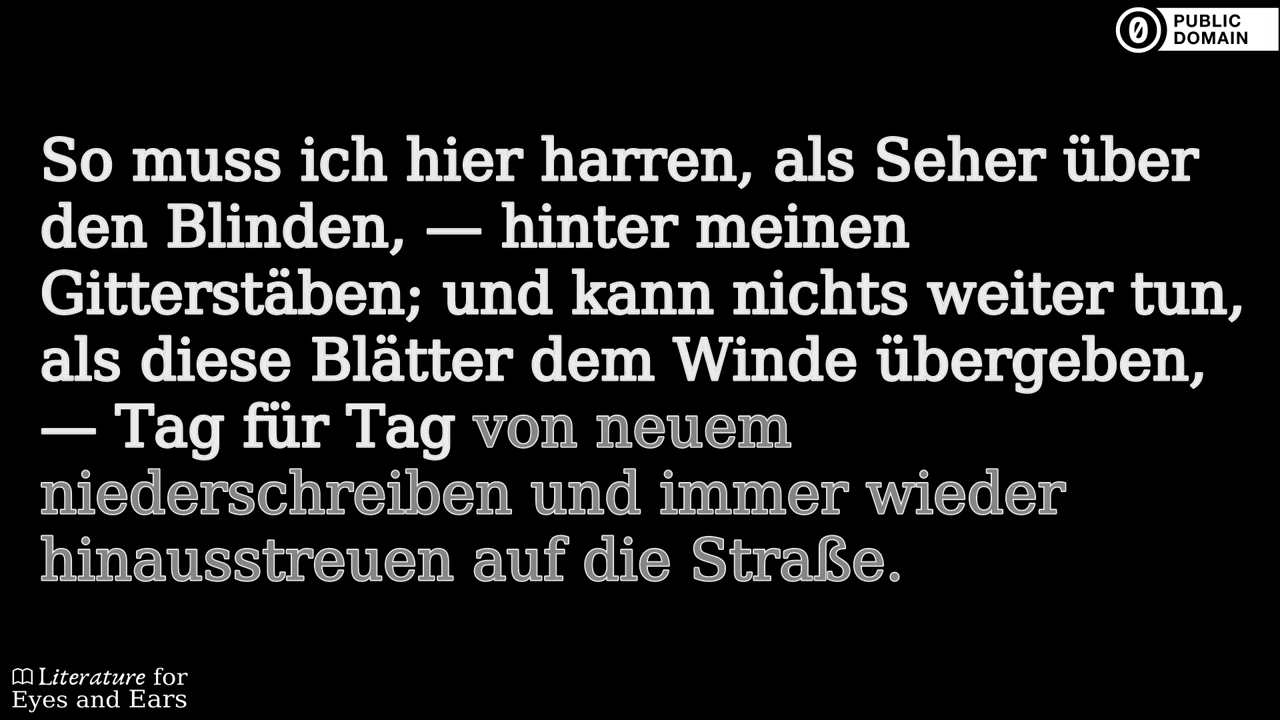 PUBLIC
DOMAIN
So muss ich hier harren, als Seher über
den Blinden, — hinter meinen
Gitterstäben; und kann nichts weiter tun,
als diese Blätter dem Winde übergeben,
— Tag für Tag von neuem
niederschreiben und immer wieder
hinausstreuen auf die Straße.
Literature for
Eyes and Ears